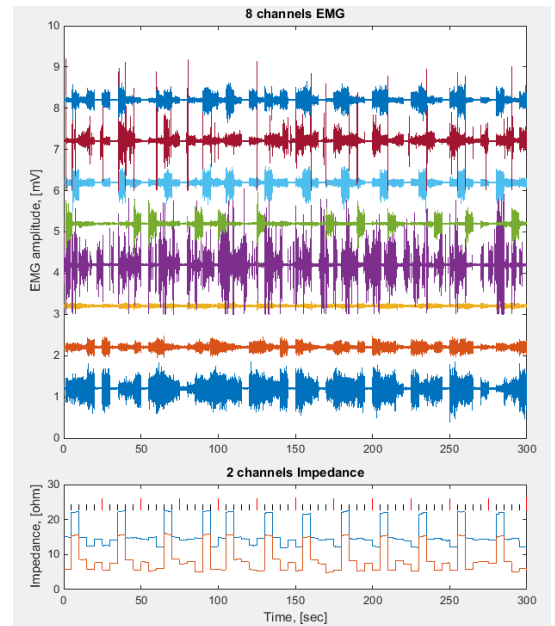 8 channels EMG
10
9
8
7
6
5
4
3
2
1
0
EMG amplitude, [mV]
0 50 100 150 200 250 300
2 channels Impedance
30
20
10
0
Impedance, [ohm]
0 50 100 150 200 250 300
Time, [sec]